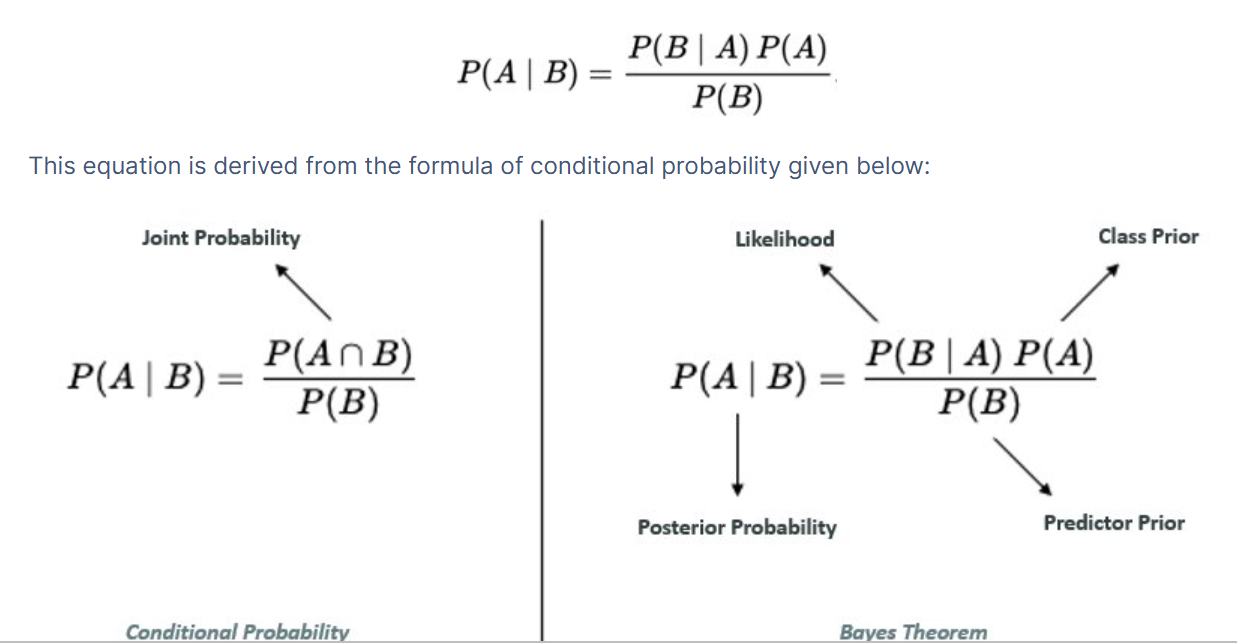 P(A | B) = P(B | A) P(A) / P(B).
This equation is derived from the formula of conditional probability given below:
Joint Probability
P(A | B) = P(A ∩ B) / P(B)
Conditional Probability
Likelihood
Class Prior
P(A | B) = P(B | A) P(A) / P(B)
Posterior Probability
Predictor Prior
Bayes Theorem